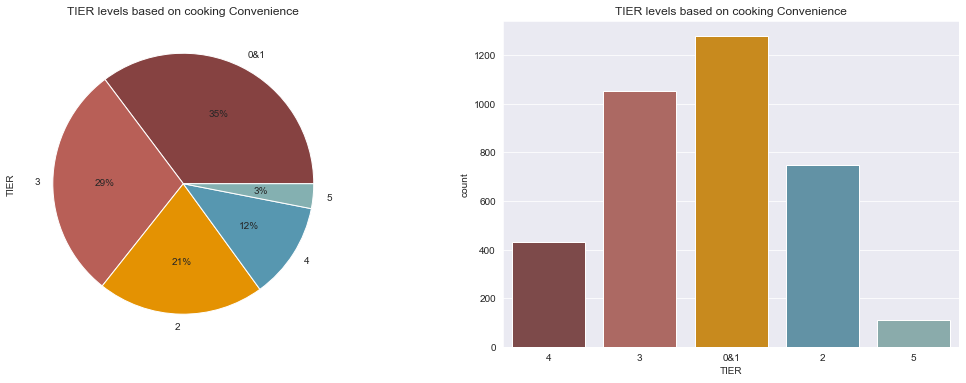 TIER levels based on cooking Convenience
0&1
35%
3
29%
TIER
3%
5
12%
4
21%
2
TIER levels based on cooking Convenience
1200
1000
800
count
600
400
200
0
4 3 0&1 2 5
TIER